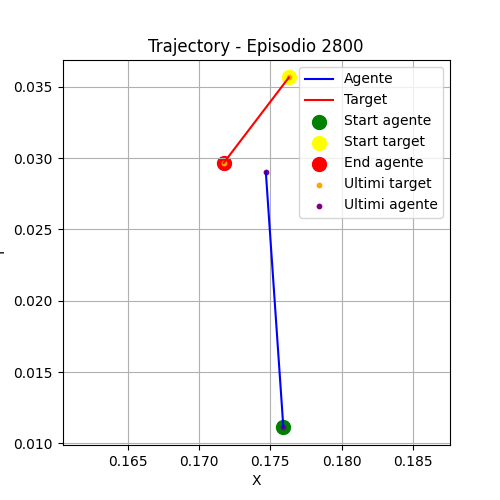 Trajectory - Episodio 2800
Agente
Target
Start agente
Start target
End agente
Ultimi target
Ultimi agente
0.035
0.030
0.025
0.020
0.015
0.010
0.165
0.170
0.175
0.180
0.185
X